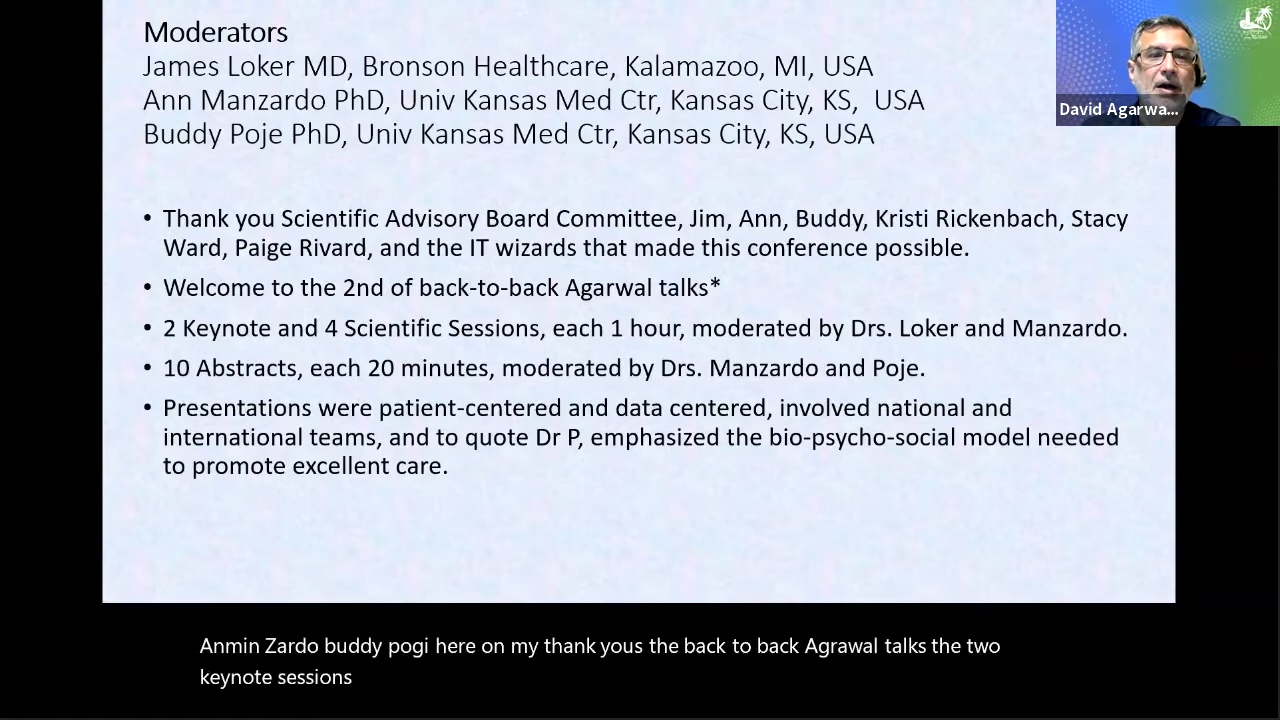 Moderators
James Loker MD, Bronson Healthcare, Kalamazoo, MI, USA
Ann Manzardo PhD, Univ Kansas Med Ctr, Kansas City, KS, USA
Buddy Poje PhD, Univ Kansas Med Ctr, Kansas City, KS, USA
David Agarwa...
• Thank you Scientific Advisory Board Committee, Jim, Ann, Buddy, Kristi Rickenbach, Stacy
Ward, Paige Rivard, and the IT wizards that made this conference possible.
• Welcome to the 2nd of back-to-back Agarwal talks*
• 2 Keynote and 4 Scientific Sessions, each 1 hour, moderated by Drs. Loker and Manzardo.
• 10 Abstracts, each 20 minutes, moderated by Drs. Manzardo and Poje.
• Presentations were patient-centered and data centered, involved national and
international teams, and to quote Dr P, emphasized the bio-psycho-social model needed
to promote excellent care.
Anmin Zardo buddy pogi here on my thank yous the back to back Agrawal talks the two
keynote sessions